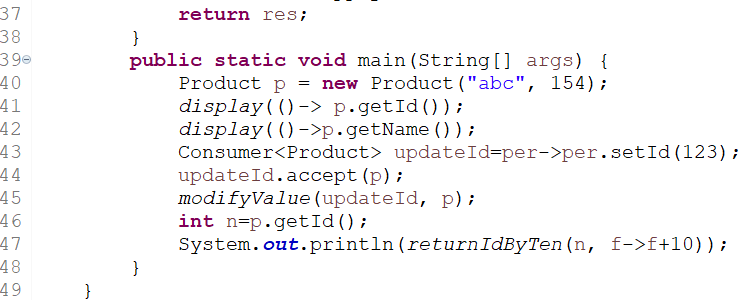 37 return res;
38 }
39 public static void main(String[] args) {
40 Product p = new Product("abc", 154);
41 display(()-> p.getId());
42 display(()->p.getName());
43 Consumer<Product> updateId=per->per.setId(123);
44 updateId.accept(p);
45 modifyValue(updateId, p);
46 int n=p.getId();
47 System.out.println(returnIdByTen(n, f->f+10));
48 }
49 }